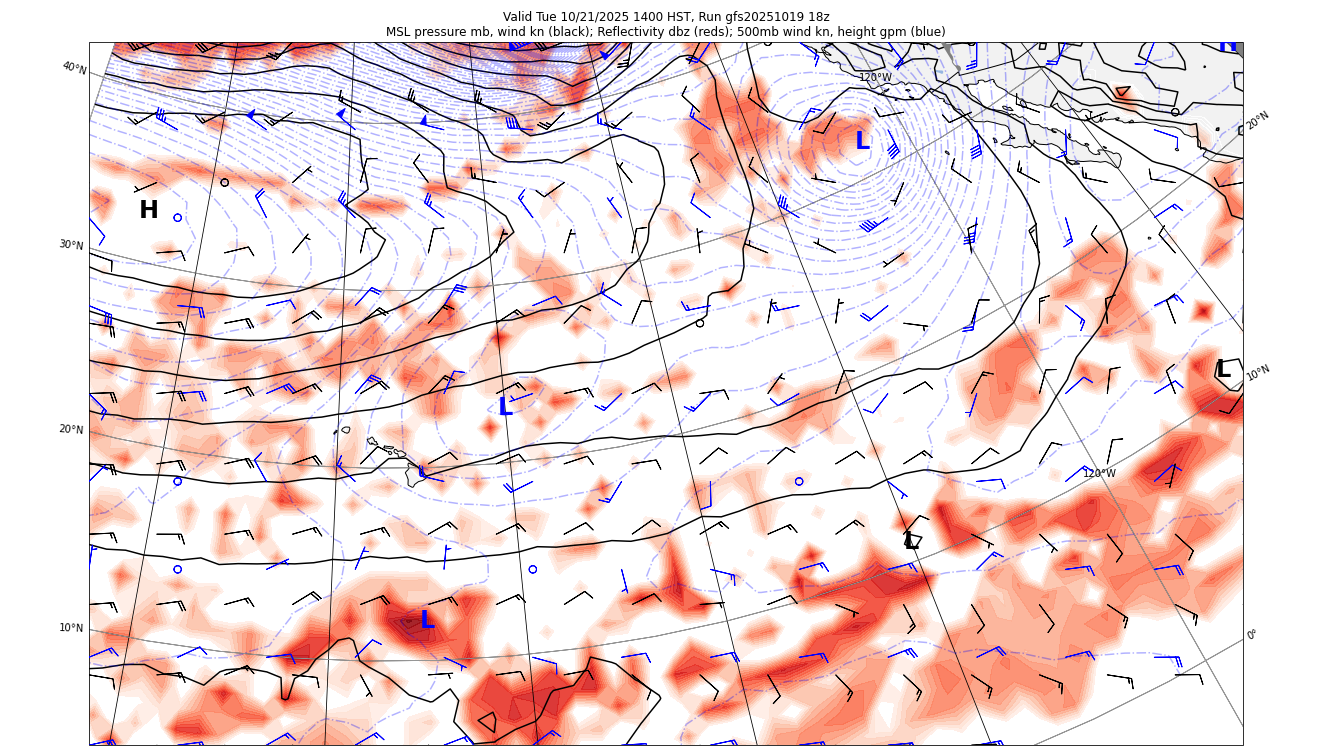 Valid Tue 10/21/2025 1400 HST, Run gfs20251019 18z
MSL pressure mb, wind kn (black); Reflectivity dbz (reds); 500mb wind kn, height gpm (blue)
L
H
40°N
120°W
20°N
L
H
30°N
L
10°N
L
20°N
L
120°W
L
L
10°N
0°